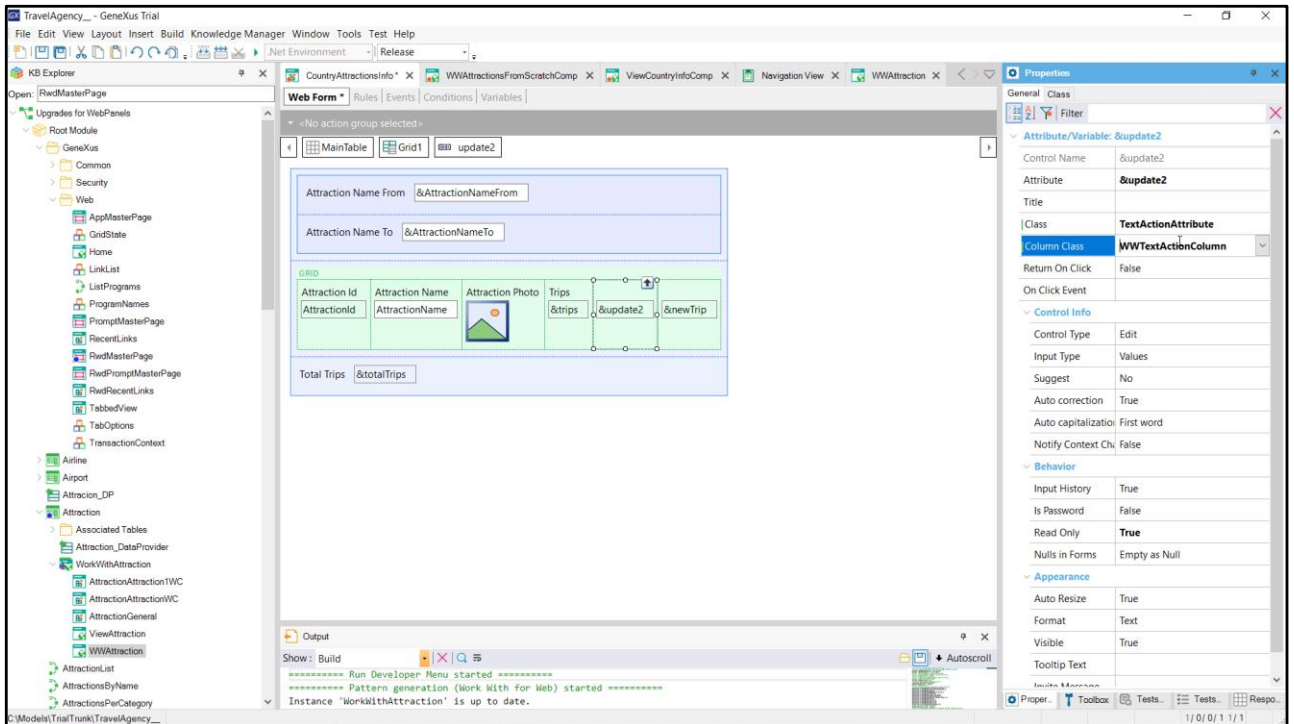 TravelAgency__ - GeneXus Trial
File Edit View Layout Insert Build Knowledge Manager Window Tools Test Help
.Net Environment Release
KB Explorer
Open: RwdMasterPage
Upgrades for WebPanels
Root Module
GeneXus
Common
Security
Web
AppMasterPage
GridState
Home
LinkList
ListPrograms
ProgramNames
PromptMasterPage
RecentLinks
RwdMasterPage
RwdPromptMasterPage
RwdRecentLinks
TabbedView
TabOptions
TransactionContext
Airline
Airport
Attracion_DP
Attraction
Associated Tables
Attraction_DataProvider
WorkWithAttraction
AttractionAttraction1WC
AttractionAttractionWC
AttractionGeneral
ViewAttraction
WWAttraction
AttractionList
AttractionsByName
AttractionsPerCategory
CountryAttractionsInfo * WWAttractionsFromScratchComp ViewCountryInfoComp Navigation View WWAttraction
Web Form * Rules Events Conditions Variables
<No action group selected>
MainTable Grid1 update2
Attraction Name From &AttractionNameFrom
Attraction Name To &AttractionNameTo
GRID
Attraction Id Attraction Name Attraction Photo Trips
AttractionId AttractionName &trips &update2 &newTrip
Total Trips &totalTrips
Output
Show: Build Autoscroll
========== Run Developer Menu started ==========
========== Pattern generation (Work With for Web) started ==========
Instance 'WorkWithAttraction' is up to date.
Properties
General Class
Filter
Attribute/Variable: &update2
Control Name &update2
Attribute &update2
Title
Class TextActionAttribute
Column Class WWTextActionColumn
Return On Click False
On Click Event
Control Info
Control Type Edit
Input Type Values
Suggest No
Auto correction True
Auto capitalizatio First word
Notify Context Cha False
Behavior
Input History True
Is Password False
Read Only True
Nulls in Forms Empty as Null
Appearance
Auto Resize True
Format Text
Visible True
Tooltip Text
Invite Message
Proper... Toolbox Tests... Tests... Respo...
C:\Models\TrialTrunk\TravelAgency__ 1/ 0/ 0/ 1 1/1